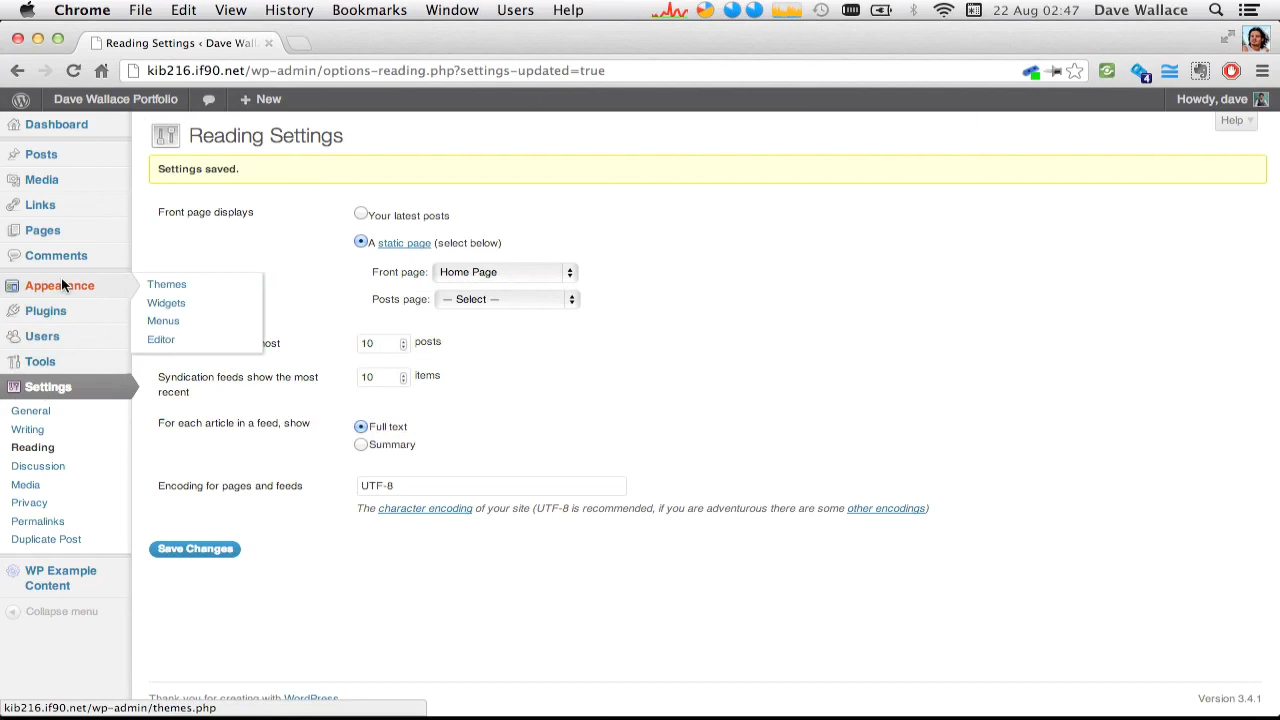 Chrome File Edit View History Bookmarks Window Users Help 22 Aug 02:47 Dave Wallace
Reading Settings ‹ Dave Wall
kib216.if90.net/wp-admin/options-reading.php?settings-updated=true
4
Dave Wallace Portfolio + New Howdy, dave
Help
Dashboard
Posts
Media
Links
Pages
Comments
Appearance
Plugins
Users
Tools
Settings
General
Writing
Reading
Discussion
Media
Privacy
Permalinks
Duplicate Post
WP Example
Content
Collapse menu
Themes
Widgets
Menus
Editor
Reading Settings
Settings saved.
Front page displays
Your latest posts
A static page (select below)
Front page: Home Page
Posts page: — Select —
ost 10 posts
Syndication feeds show the most
recent
10 items
For each article in a feed, show
Full text
Summary
Encoding for pages and feeds
UTF-8
The character encoding of your site (UTF-8 is recommended, if you are adventurous there are some other encodings)
Save Changes
Thank you for creating with WordPress.
Version 3.4.1
kib216.if90.net/wp-admin/themes.php